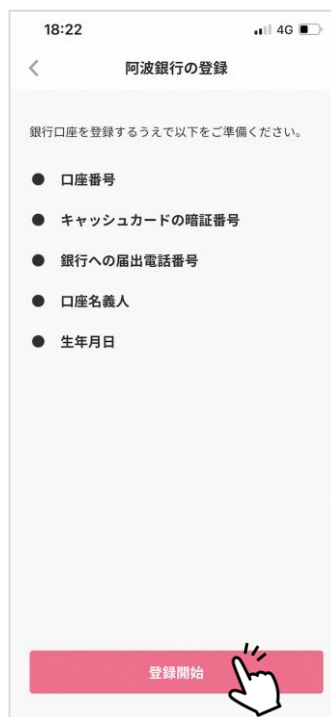 18:22 4G
阿波銀行の登録
銀行口座を登録するうえで以下をご準備ください。
● 口座番号
● キャッシュカードの暗証番号
● 銀行への届出電話番号
● 口座名義人
● 生年月日
登録開始